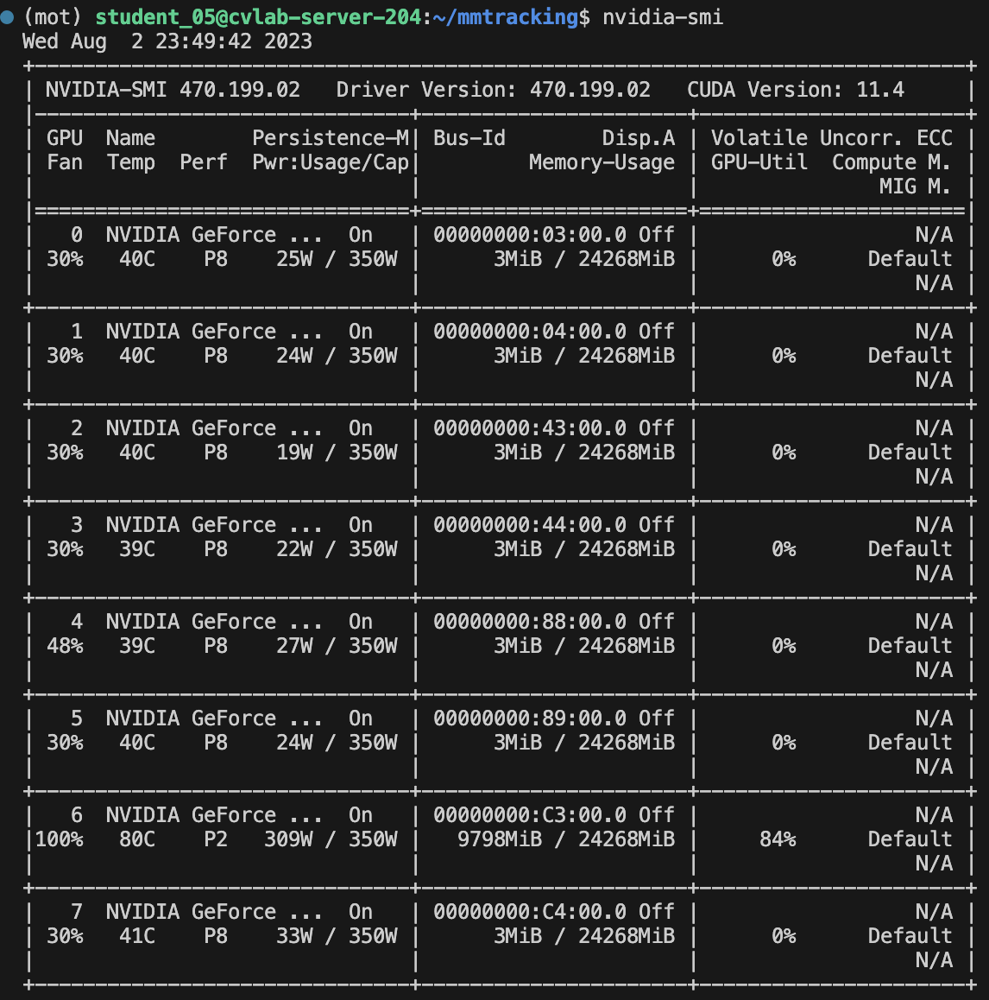 (mot) student_05@cvlab-server-204:~/mmtracking$ nvidia-smi
Wed Aug  2 23:49:42 2023
+-----------------------------------------------------------------------------+
| NVIDIA-SMI 470.199.02   Driver Version: 470.199.02   CUDA Version: 11.4     |
|-------------------------------+----------------------+----------------------+
| GPU  Name        Persistence-M| Bus-Id        Disp.A | Volatile Uncorr. ECC |
| Fan  Temp  Perf  Pwr:Usage/Cap|         Memory-Usage | GPU-Util  Compute M. |
|                               |                      |               MIG M. |
|===============================+======================+======================|
|   0  NVIDIA GeForce ...  On   | 00000000:03:00.0 Off |                  N/A |
| 30%   40C    P8    25W / 350W |      3MiB / 24268MiB |      0%      Default |
|                               |                      |                  N/A |
+-------------------------------+----------------------+----------------------+
|   1  NVIDIA GeForce ...  On   | 00000000:04:00.0 Off |                  N/A |
| 30%   40C    P8    24W / 350W |      3MiB / 24268MiB |      0%      Default |
|                               |                      |                  N/A |
+-------------------------------+----------------------+----------------------+
|   2  NVIDIA GeForce ...  On   | 00000000:43:00.0 Off |                  N/A |
| 30%   40C    P8    19W / 350W |      3MiB / 24268MiB |      0%      Default |
|                               |                      |                  N/A |
+-------------------------------+----------------------+----------------------+
|   3  NVIDIA GeForce ...  On   | 00000000:44:00.0 Off |                  N/A |
| 30%   39C    P8    22W / 350W |      3MiB / 24268MiB |      0%      Default |
|                               |                      |                  N/A |
+-------------------------------+----------------------+----------------------+
|   4  NVIDIA GeForce ...  On   | 00000000:88:00.0 Off |                  N/A |
| 48%   39C    P8    27W / 350W |      3MiB / 24268MiB |      0%      Default |
|                               |                      |                  N/A |
+-------------------------------+----------------------+----------------------+
|   5  NVIDIA GeForce ...  On   | 00000000:89:00.0 Off |                  N/A |
| 30%   40C    P8    24W / 350W |      3MiB / 24268MiB |      0%      Default |
|                               |                      |                  N/A |
+-------------------------------+----------------------+----------------------+
|   6  NVIDIA GeForce ...  On   | 00000000:C3:00.0 Off |                  N/A |
|100%   80C    P2   309W / 350W |   9798MiB / 24268MiB |     84%      Default |
|                               |                      |                  N/A |
+-------------------------------+----------------------+----------------------+
|   7  NVIDIA GeForce ...  On   | 00000000:C4:00.0 Off |                  N/A |
| 30%   41C    P8    33W / 350W |      3MiB / 24268MiB |      0%      Default |
|                               |                      |                  N/A |
+-------------------------------+----------------------+----------------------+